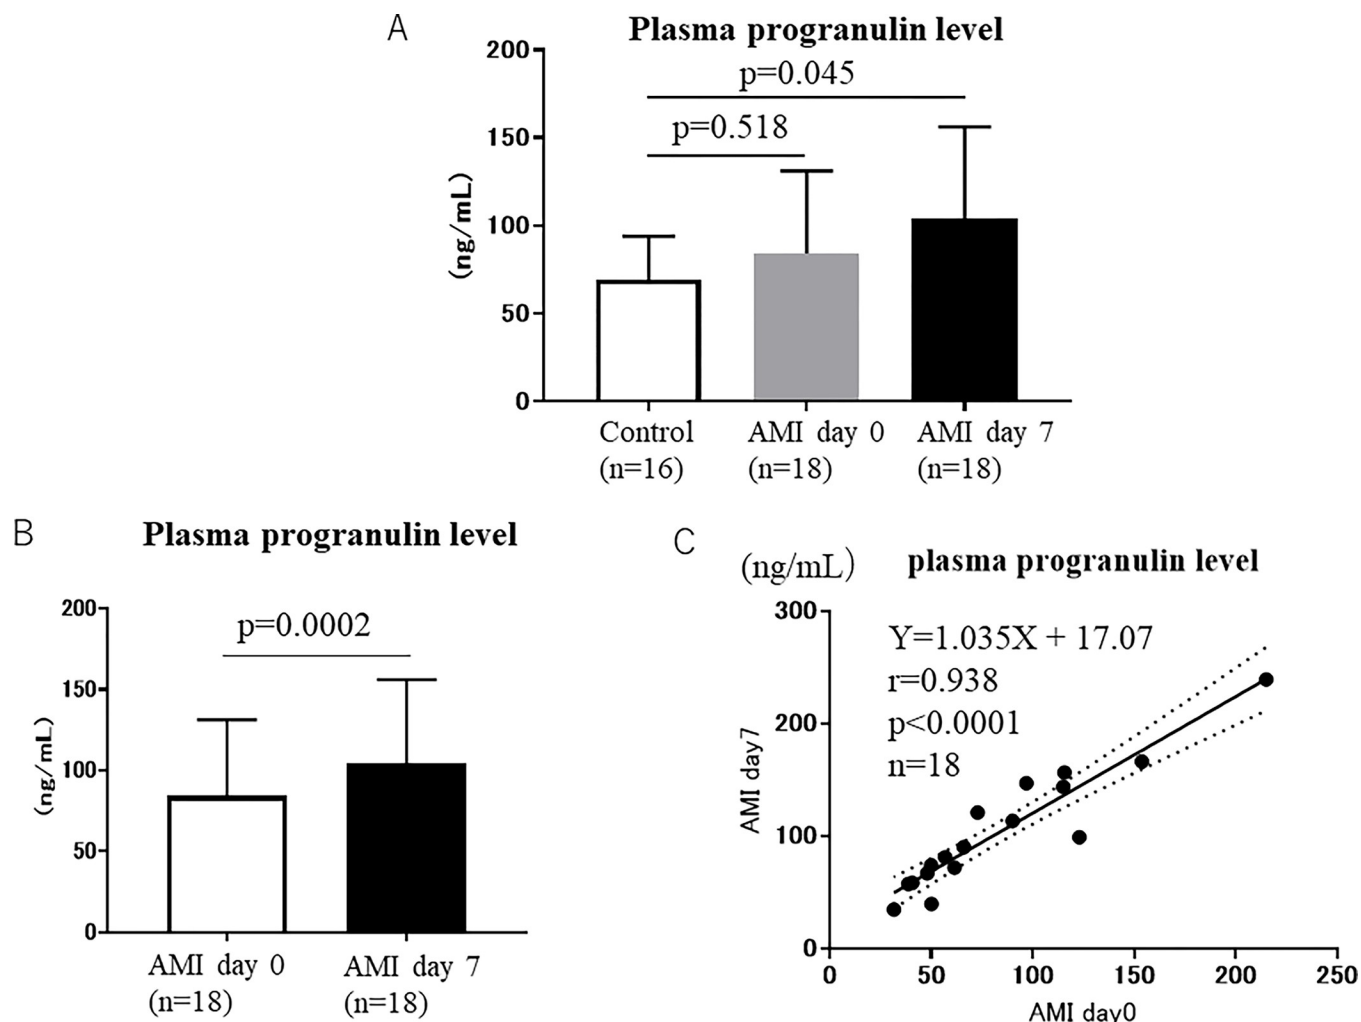 A
Plasma progranulin level
200
150
100
50
0
(ng/mL)
p=0.045
p=0.518
Control
(n=16)
AMI day 0
(n=18)
AMI day 7
(n=18)
B
Plasma progranulin level
200
150
100
50
0
(ng/mL)
p=0.0002
AMI day 0
(n=18)
AMI day 7
(n=18)
C
(ng/mL)
plasma progranulin level
300
200
100
0
AMI day7
Y=1.035X + 17.07
r=0.938
p<0.0001
n=18
0 50 100 150 200 250
AMI day0